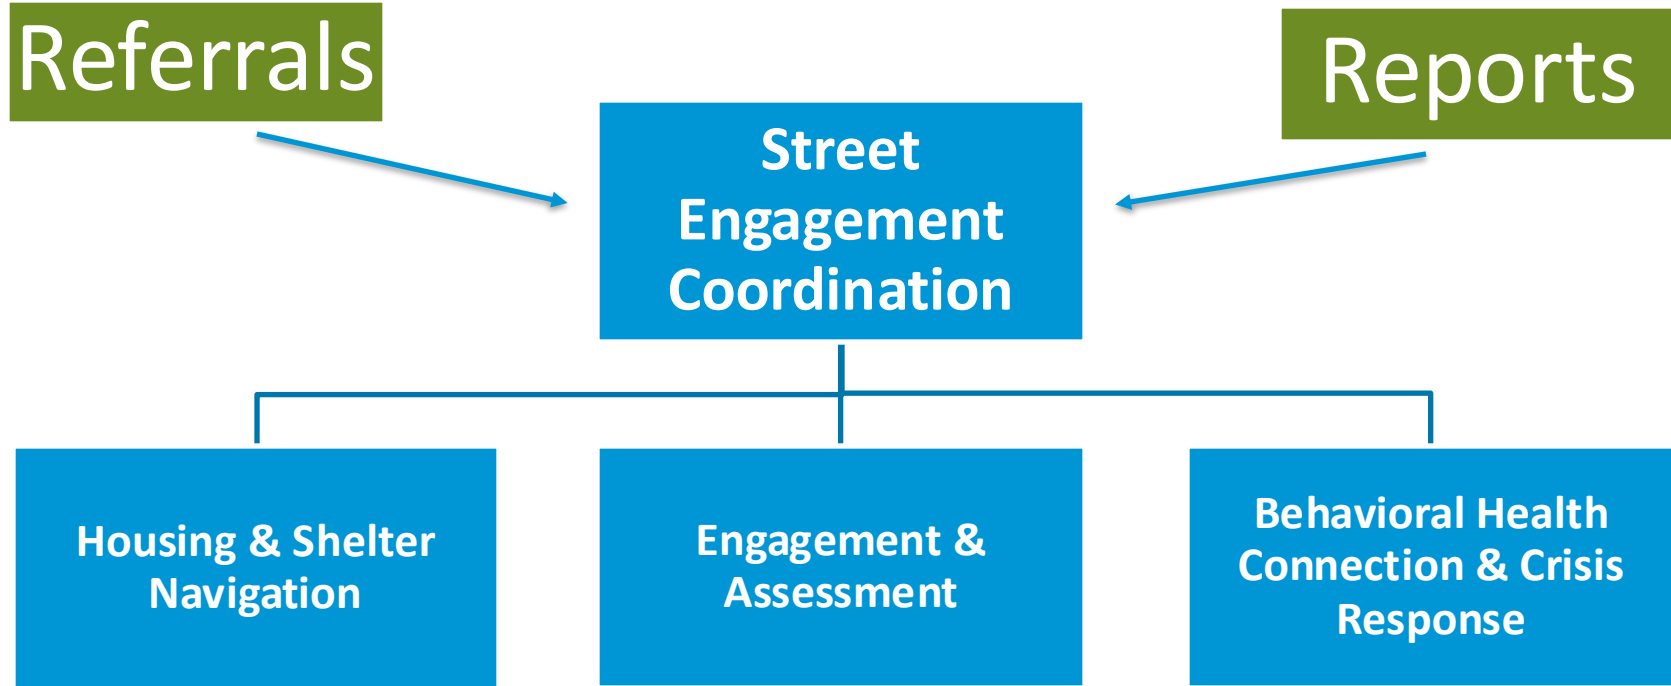 Referrals
Reports
Street
Engagement
Coordination
Housing & Shelter
Navigation
Engagement &
Assessment
Behavioral Health
Connection & Crisis
Response